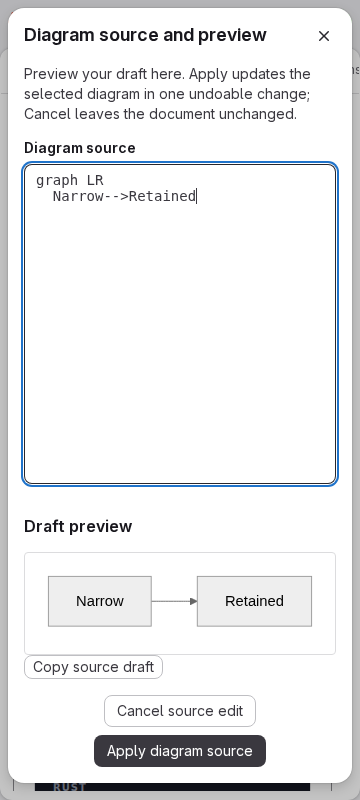 Diagram source and preview
Preview your draft here. Apply updates the
selected diagram in one undoable change;
Cancel leaves the document unchanged.
Diagram source
graph LR
  Narrow-->Retained
Draft preview
Narrow
Retained
Copy source draft
Cancel source edit
Apply diagram source
RUST